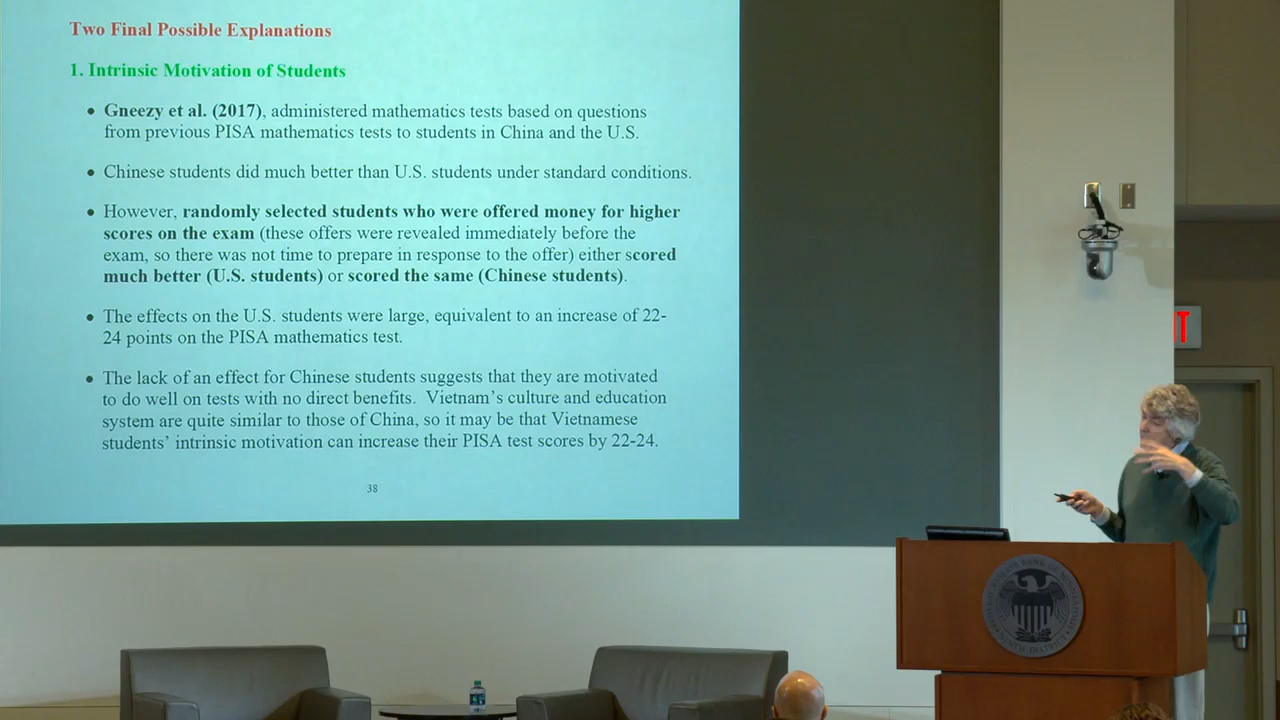 Two Final Possible Explanations
1. Intrinsic Motivation of Students
• Gneezy et al. (2017), administered mathematics tests based on questions
from previous PISA mathematics tests to students in China and the U.S.
• Chinese students did much better than U.S. students under standard conditions.
• However, randomly selected students who were offered money for higher
scores on the exam (these offers were revealed immediately before the
exam, so there was not time to prepare in response to the offer) either scored
much better (U.S. students) or scored the same (Chinese students).
• The effects on the U.S. students were large, equivalent to an increase of 22-
24 points on the PISA mathematics test.
• The lack of an effect for Chinese students suggests that they are motivated
to do well on tests with no direct benefits. Vietnam's culture and education
system are quite similar to those of China, so it may be that Vietnamese
students' intrinsic motivation can increase their PISA test scores by 22-24.
38
T